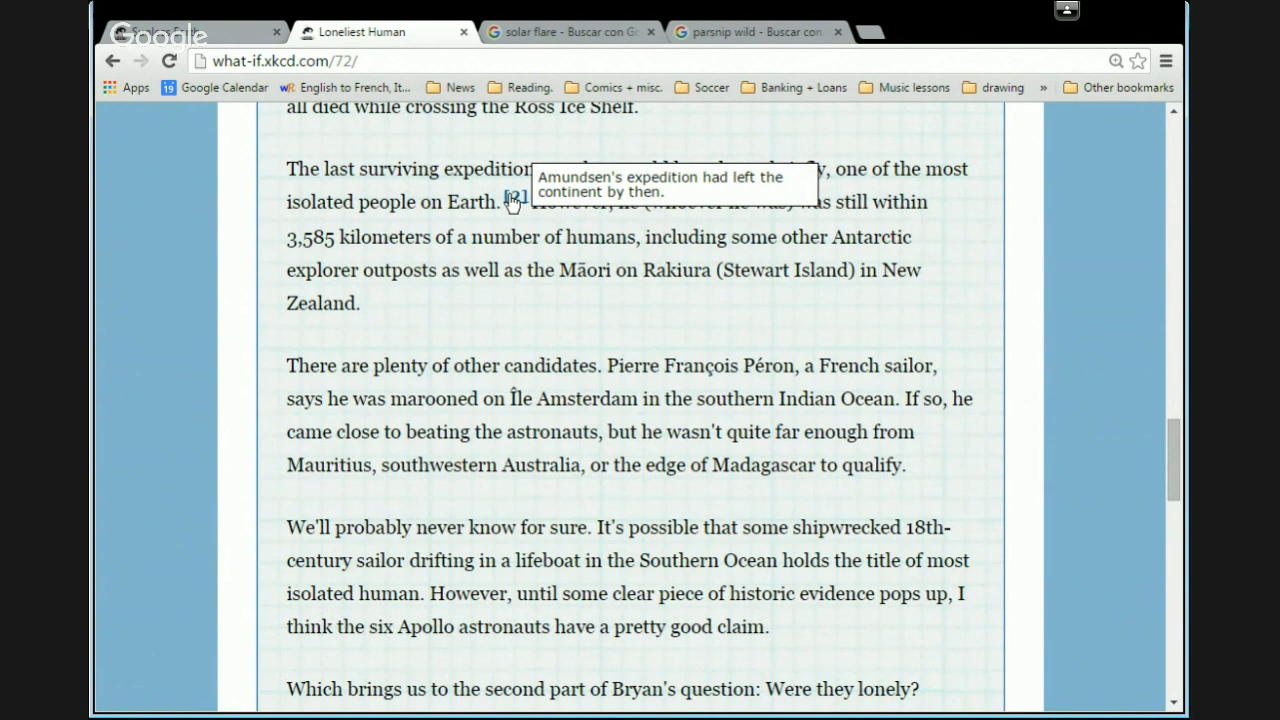 Google
Loneliest Human
solar flare - Buscar con Go
parsnip wild - Buscar con
what-if.xkcd.com/72/
Apps
19
Google Calendar
English to French, It...
News
Reading.
Comics + misc.
Soccer
Banking + Loans
Music lessons
drawing
»
Other bookmarks
all died while crossing the Ross Ice Shelf.
The last surviving expedition one of the most
Amundsen's expedition had left the
continent by then.
isolated people on Earth. was still within
3,585 kilometers of a number of humans, including some other Antarctic
explorer outposts as well as the Māori on Rakiura (Stewart Island) in New
Zealand.
There are plenty of other candidates. Pierre François Péron, a French sailor,
says he was marooned on Île Amsterdam in the southern Indian Ocean. If so, he
came close to beating the astronauts, but he wasn't quite far enough from
Mauritius, southwestern Australia, or the edge of Madagascar to qualify.
We'll probably never know for sure. It's possible that some shipwrecked 18th-
century sailor drifting in a lifeboat in the Southern Ocean holds the title of most
isolated human. However, until some clear piece of historic evidence pops up, I
think the six Apollo astronauts have a pretty good claim.
Which brings us to the second part of Bryan's question: Were they lonely?